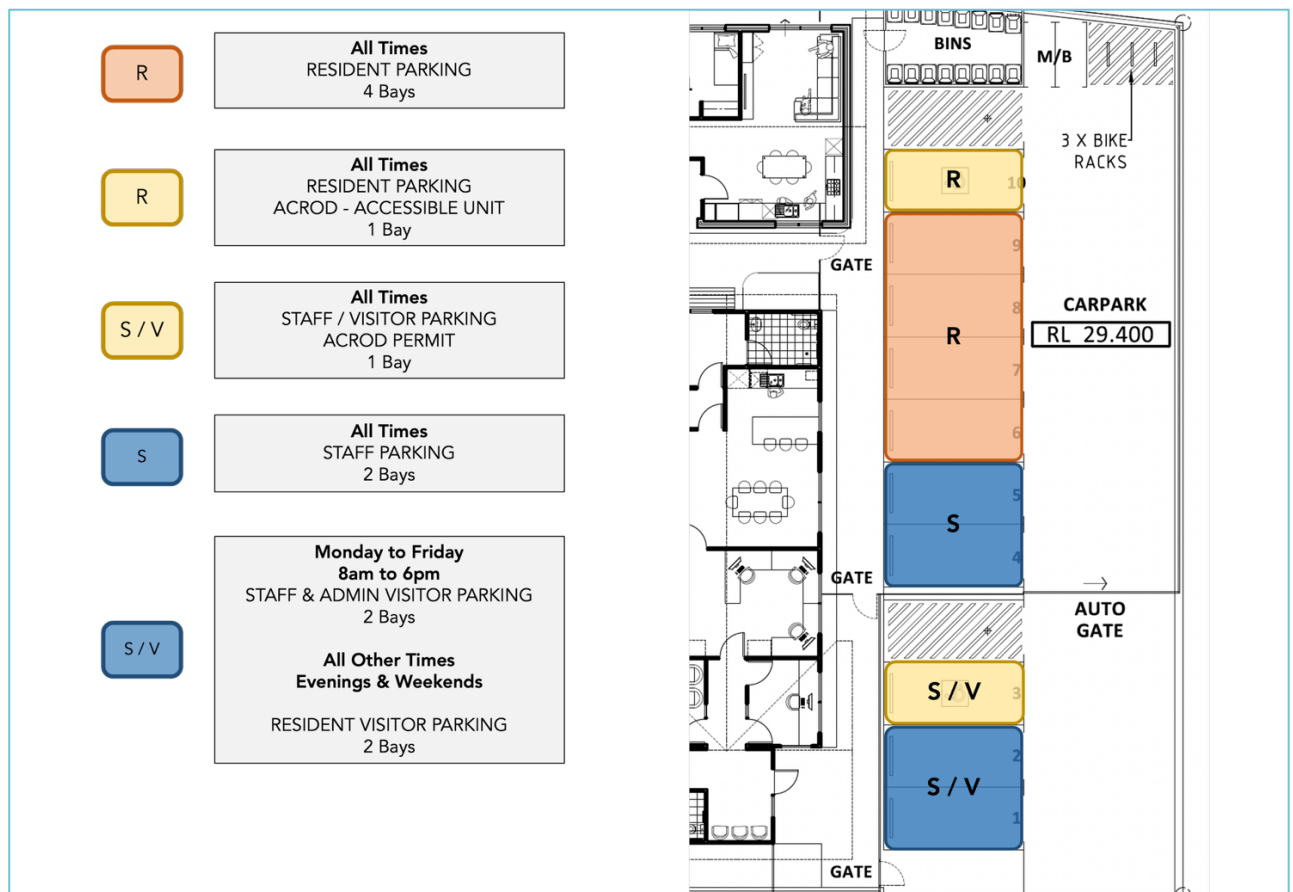 R
All Times
RESIDENT PARKING
4 Bays
R
All Times
RESIDENT PARKING
ACROD - ACCESSIBLE UNIT
1 Bay
S / V
All Times
STAFF / VISITOR PARKING
ACROD PERMIT
1 Bay
S
All Times
STAFF PARKING
2 Bays
S / V
Monday to Friday
8am to 6pm
STAFF & ADMIN VISITOR PARKING
2 Bays
All Other Times
Evenings & Weekends
RESIDENT VISITOR PARKING
2 Bays
BINS
M/B
3 X BIKE
RACKS
R
10
GATE
9
8
CARPARK
RL 29.400
R
7
6
5
S
4
GATE
AUTO
GATE
S / V
3
2
S / V
1
GATE